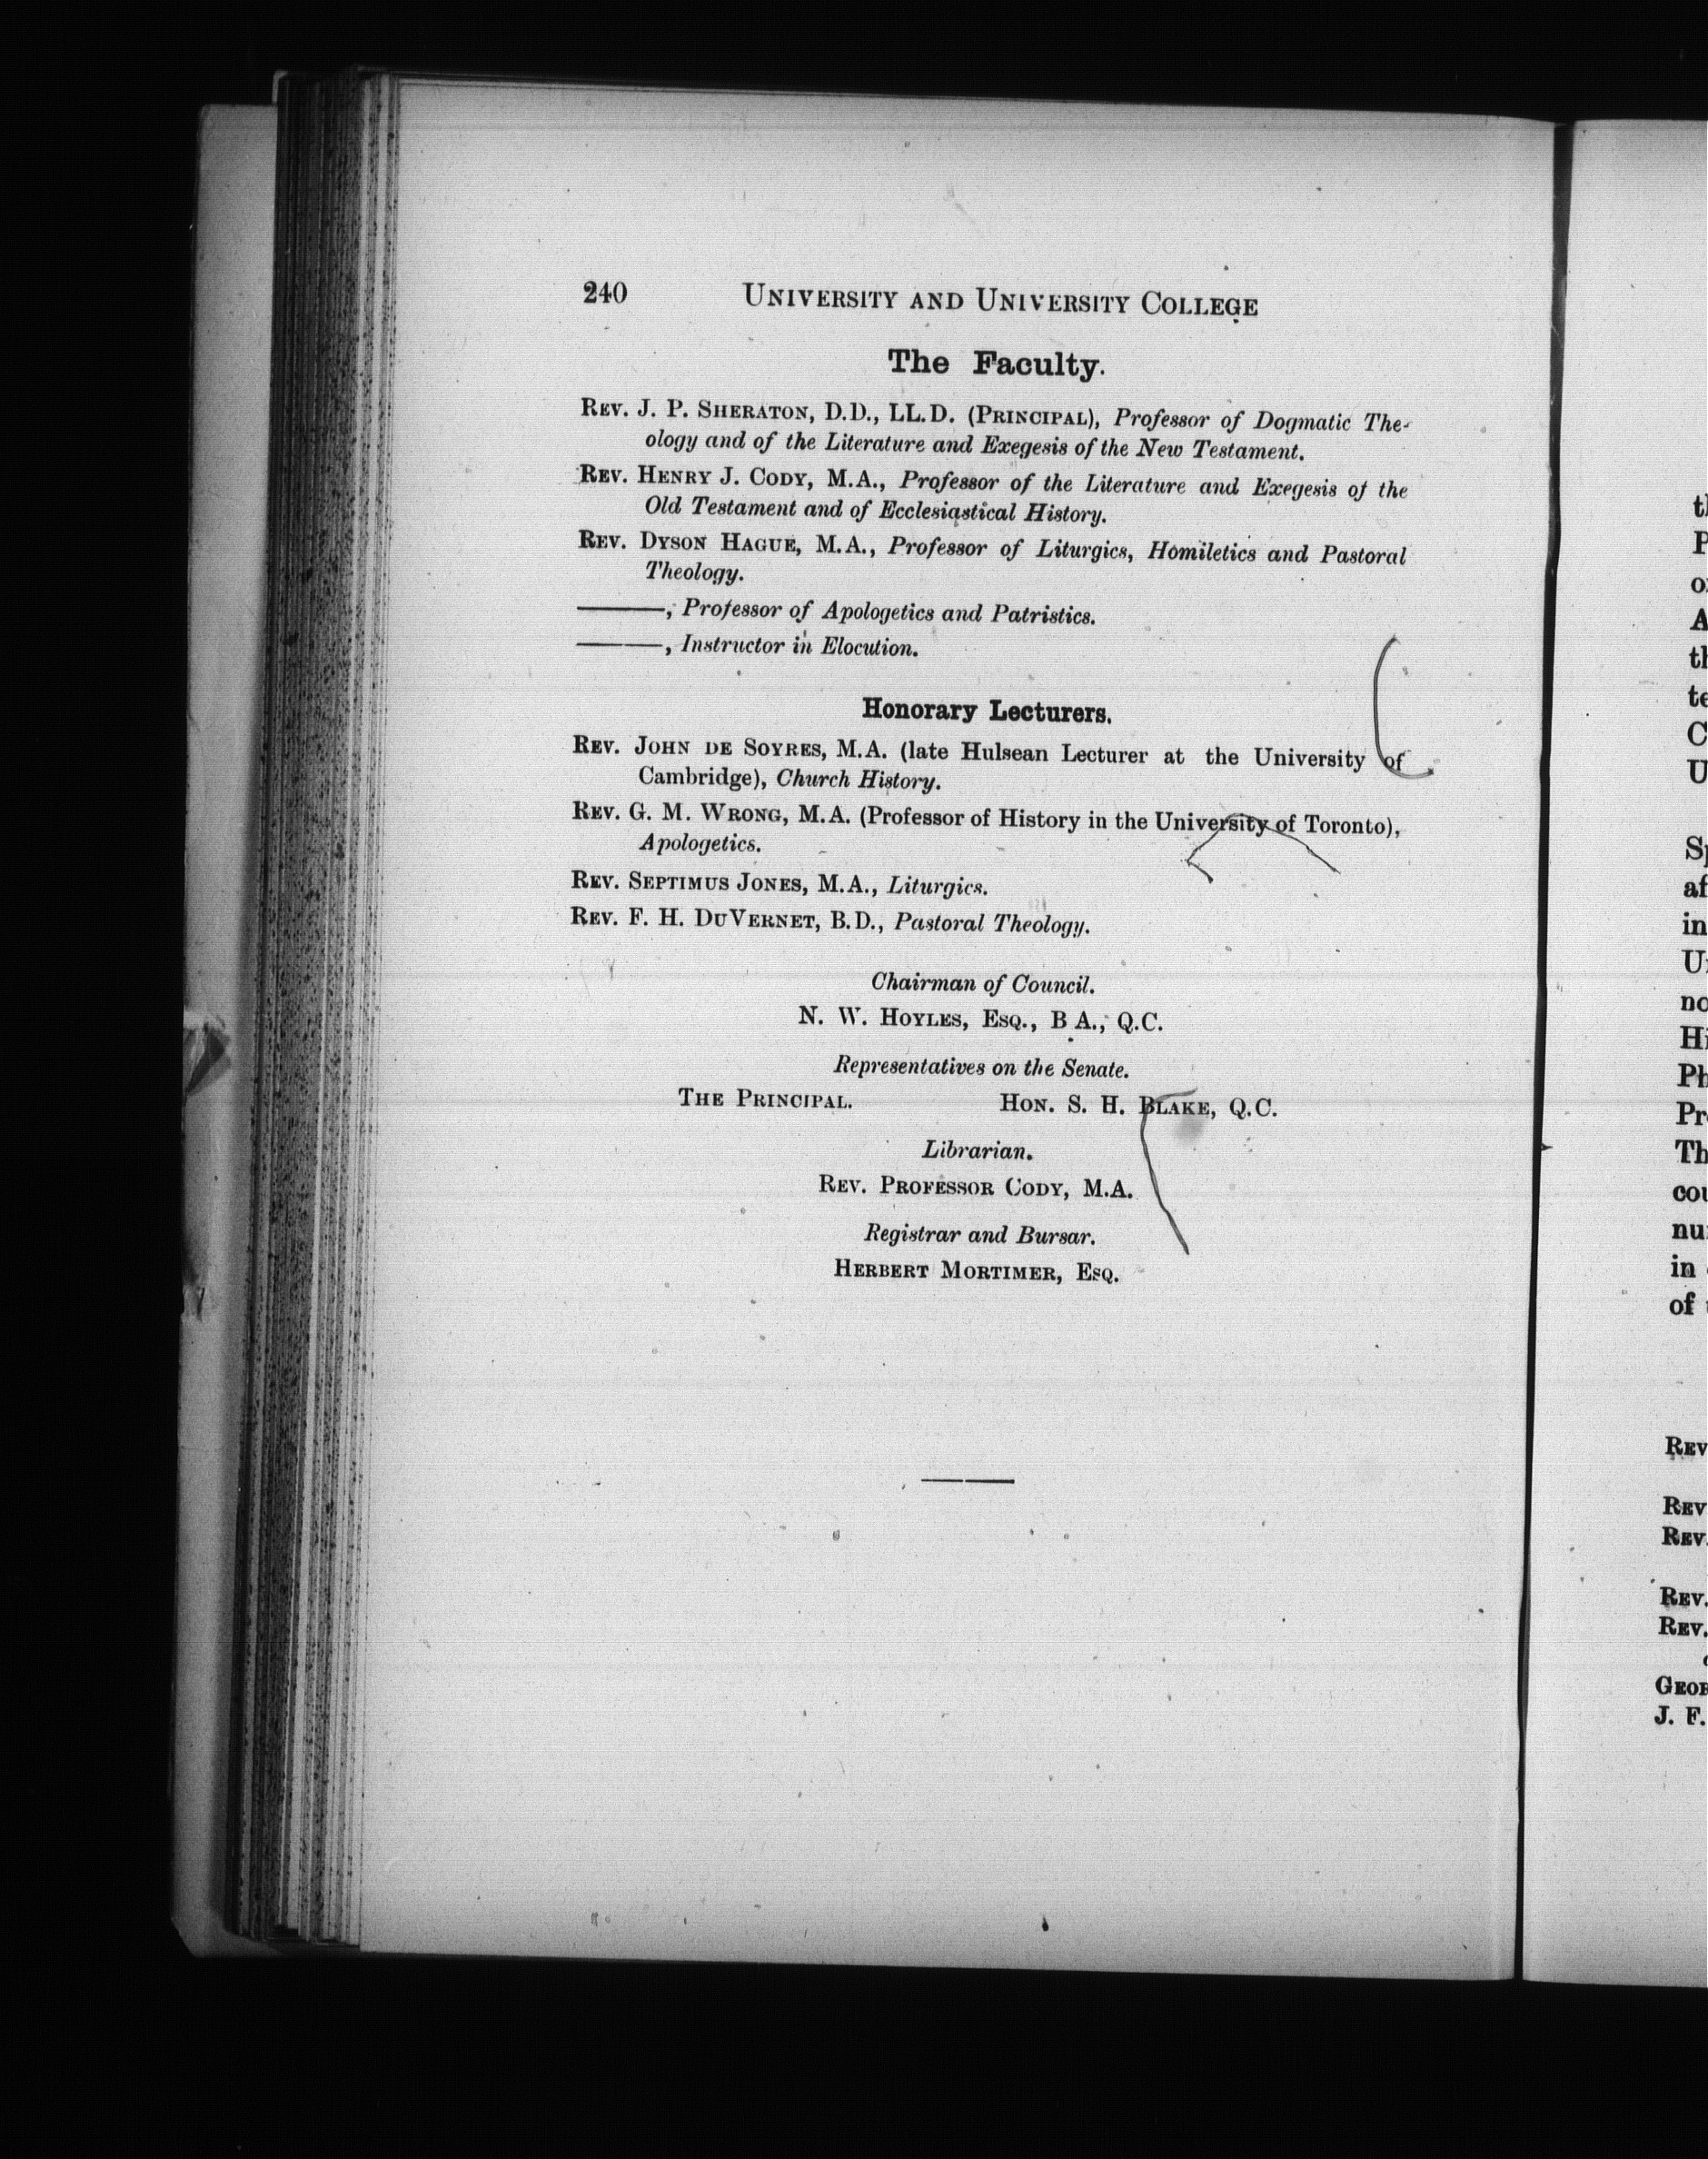 240 UNIVERSITY AND UNIVERSITY COLLEGE
The Faculty.
REV. J. P. SHERATON, D.D., LL.D. (PRINCIPAL), Professor of Dogmatic The-
ology and of the Literature and Exegesis of the New Testament.
REV. HENRY J. CODY, M.A., Professor of the Literature and Exegesis of the
Old Testament and of Ecclesiastical History.
REV. DYSON HAGUE, M.A., Professor of Liturgics, Homiletics and Pastoral
Theology.
———, Professor of Apologetics and Patristics.
———, Instructor in Elocution.
Honorary Lecturers.
REV. JOHN DE SOYRES, M.A. (late Hulsean Lecturer at the University of
Cambridge), Church History.
REV. G. M. WRONG, M.A. (Professor of History in the University of Toronto),
Apologetics.
REV. SEPTIMUS JONES, M.A., Liturgics.
REV. F. H. DUVERNET, B.D., Pastoral Theology.
Chairman of Council.
N. W. HOYLES, ESQ., B A., Q.C.
Representatives on the Senate.
THE PRINCIPAL. HON. S. H. BLAKE, Q.C.
Librarian.
REV. PROFESSOR CODY, M.A.
Registrar and Bursar.
HERBERT MORTIMER, ESQ.
of
REV
REV
REV.
REV.
REV.
J. F.